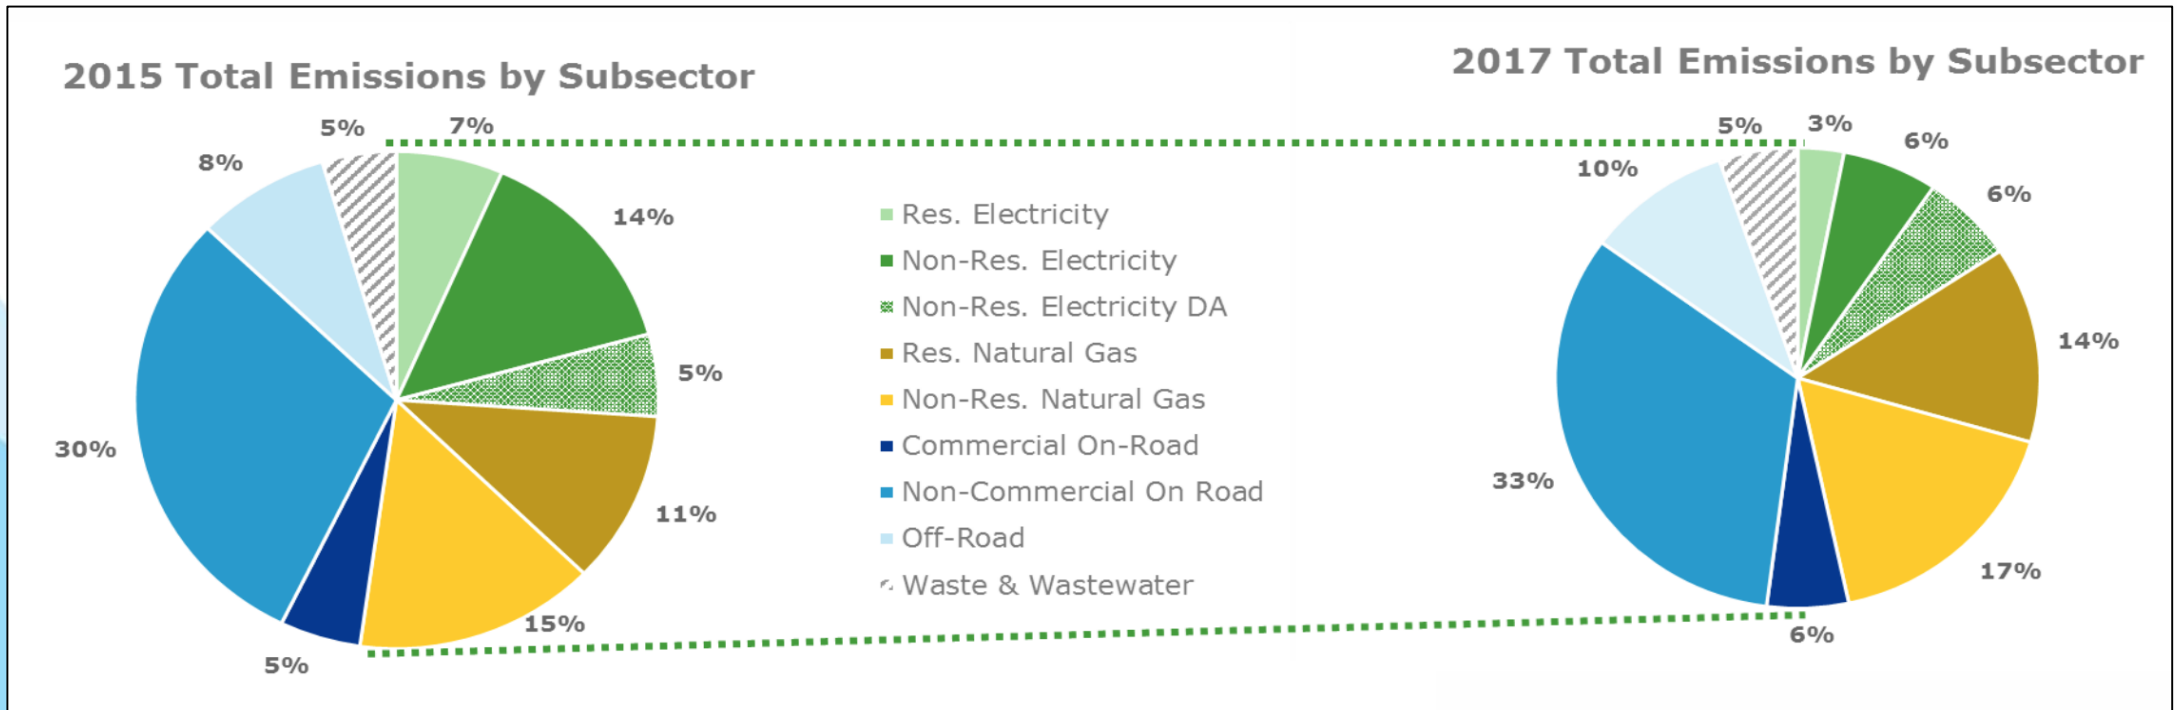 2015 Total Emissions by Subsector
5%
7%
8%
14%
5%
30%
11%
15%
5%
Res. Electricity
Non-Res. Electricity
Non-Res. Electricity DA
Res. Natural Gas
Non-Res. Natural Gas
Commercial On-Road
Non-Commercial On Road
Off-Road
Waste & Wastewater
2017 Total Emissions by Subsector
5%
3%
6%
10%
6%
14%
33%
17%
6%